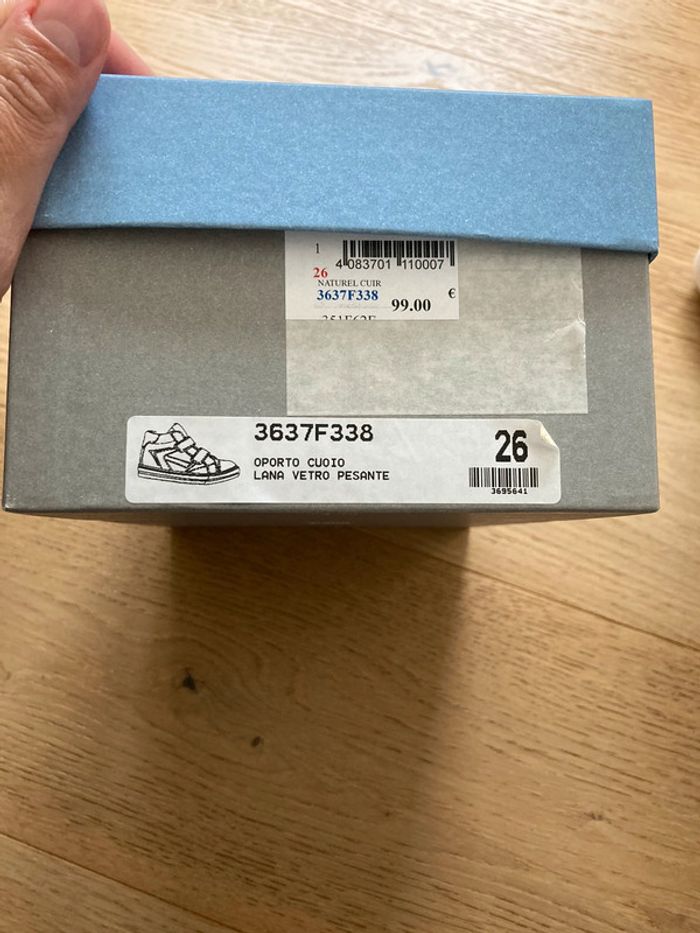 1
4 083701 110007
26
NATUREL CUIR
3637F338
99.00 €
3637F338
26
OPORTO CUOIO
LANA VETRO PESANTE
3695641